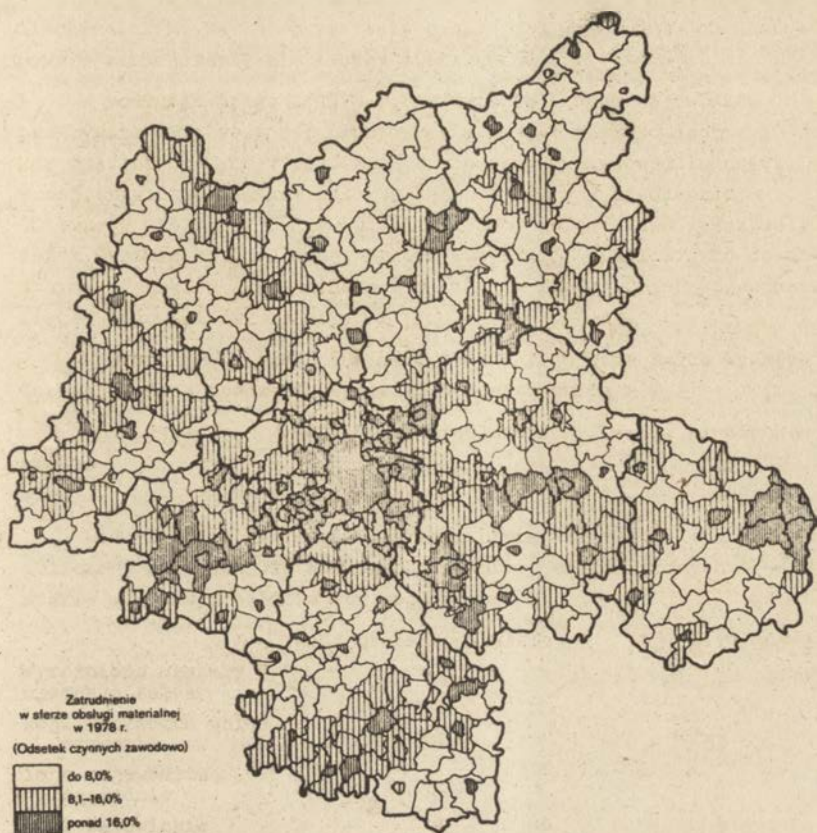 Zatrudnienie
w sferze obsługi materialnej
w 1978 r.
(Odsetek czynnych zawodowo)
do 8,0%
8,1–16,0%
ponad 16,0%